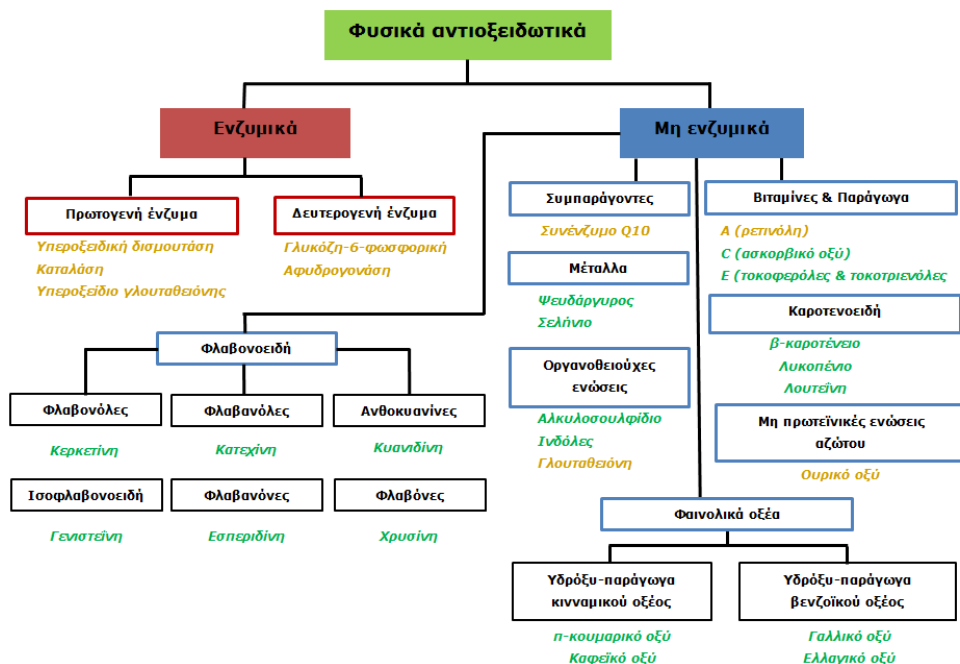 Φυσικά αντιοξειδωτικά
Ενζυμικά
Μη ενζυμικά
Πρωτογενή ένζυμα
Υπεροξειδική δισμουτάση
Καταλάση
Υπεροξείδιο γλουταθειόνης
Δευτερογενή ένζυμα
Γλυκόζη-6-φωσφορική
Αφυδρογονάση
Συμπαράγοντες
Συνένζυμο Q10
Μέταλλα
Ψευδάργυρος
Σελήνιο
Οργανοθειούχες
ενώσεις
Αλκυλοσουλφίδιο
Ινδόλες
Γλουταθειόνη
Βιταμίνες & Παράγωγα
Α (ρετινόλη)
C (ασκορβικό οξύ)
Ε (τοκοφερόλες & τοκοτριενόλες
Καροτενοειδή
β-καροτένειο
Λυκοπένιο
Λουτεΐνη
Μη πρωτεϊνικές ενώσεις
αζώτου
Ουρικό οξύ
Φλαβονοειδή
Φλαβονόλες
Κερκετίνη
Φλαβανόλες
Κατεχίνη
Ανθοκυανίνες
Κυανιδίνη
Ισοφλαβονοειδή
Γενιστεΐνη
Φλαβανόνες
Εσπεριδίνη
Φλαβόνες
Χρυσίνη
Φαινολικά οξέα
Υδρόξυ-παράγωγα
κινναμικού οξέος
π-κουμαρικό οξύ
Καφεϊκό οξύ
Υδρόξυ-παράγωγα
βενζοϊκού οξέος
Γαλλικό οξύ
Ελλαγικό οξύ